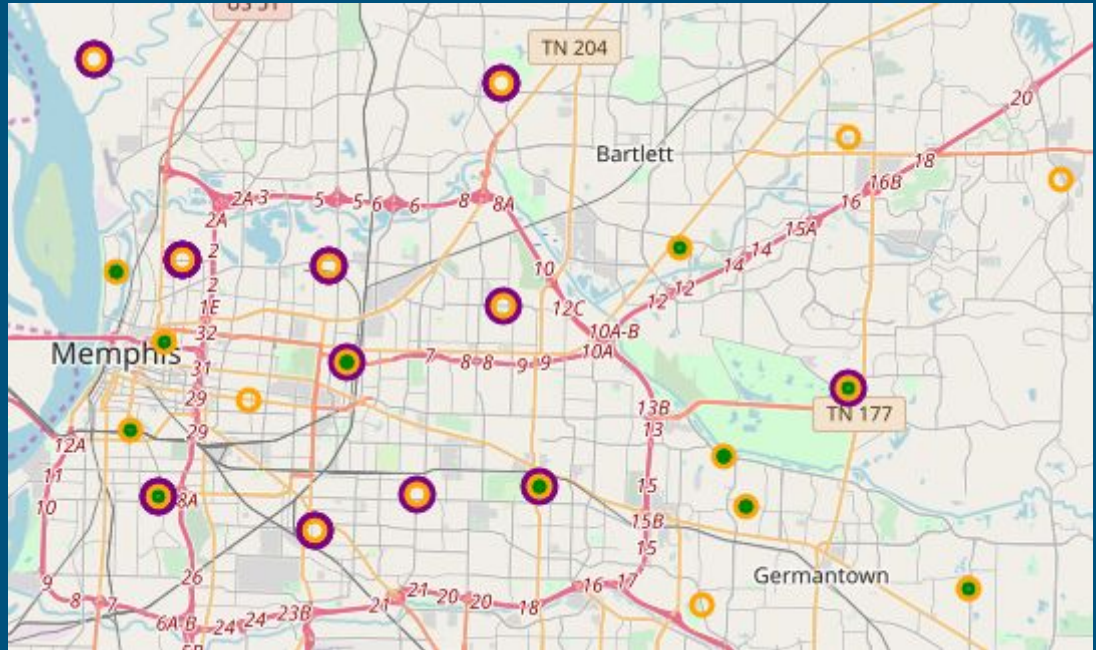 US 51
TN 204
20
Bartlett
18
16B
16
2A 3 5 5 6 6 8 8A
2A
15A
2
14
14
10
2
12
12
1E
12C
32
10A-B
Memphis
10A
7 8 8 9 9
31
29
13B
TN 177
29
13
12A
11
15
8A
10
15B
15
Germantown
26
9
16 17
8 7
21 20 20
21
18
23B
24
24
6A-B
5B